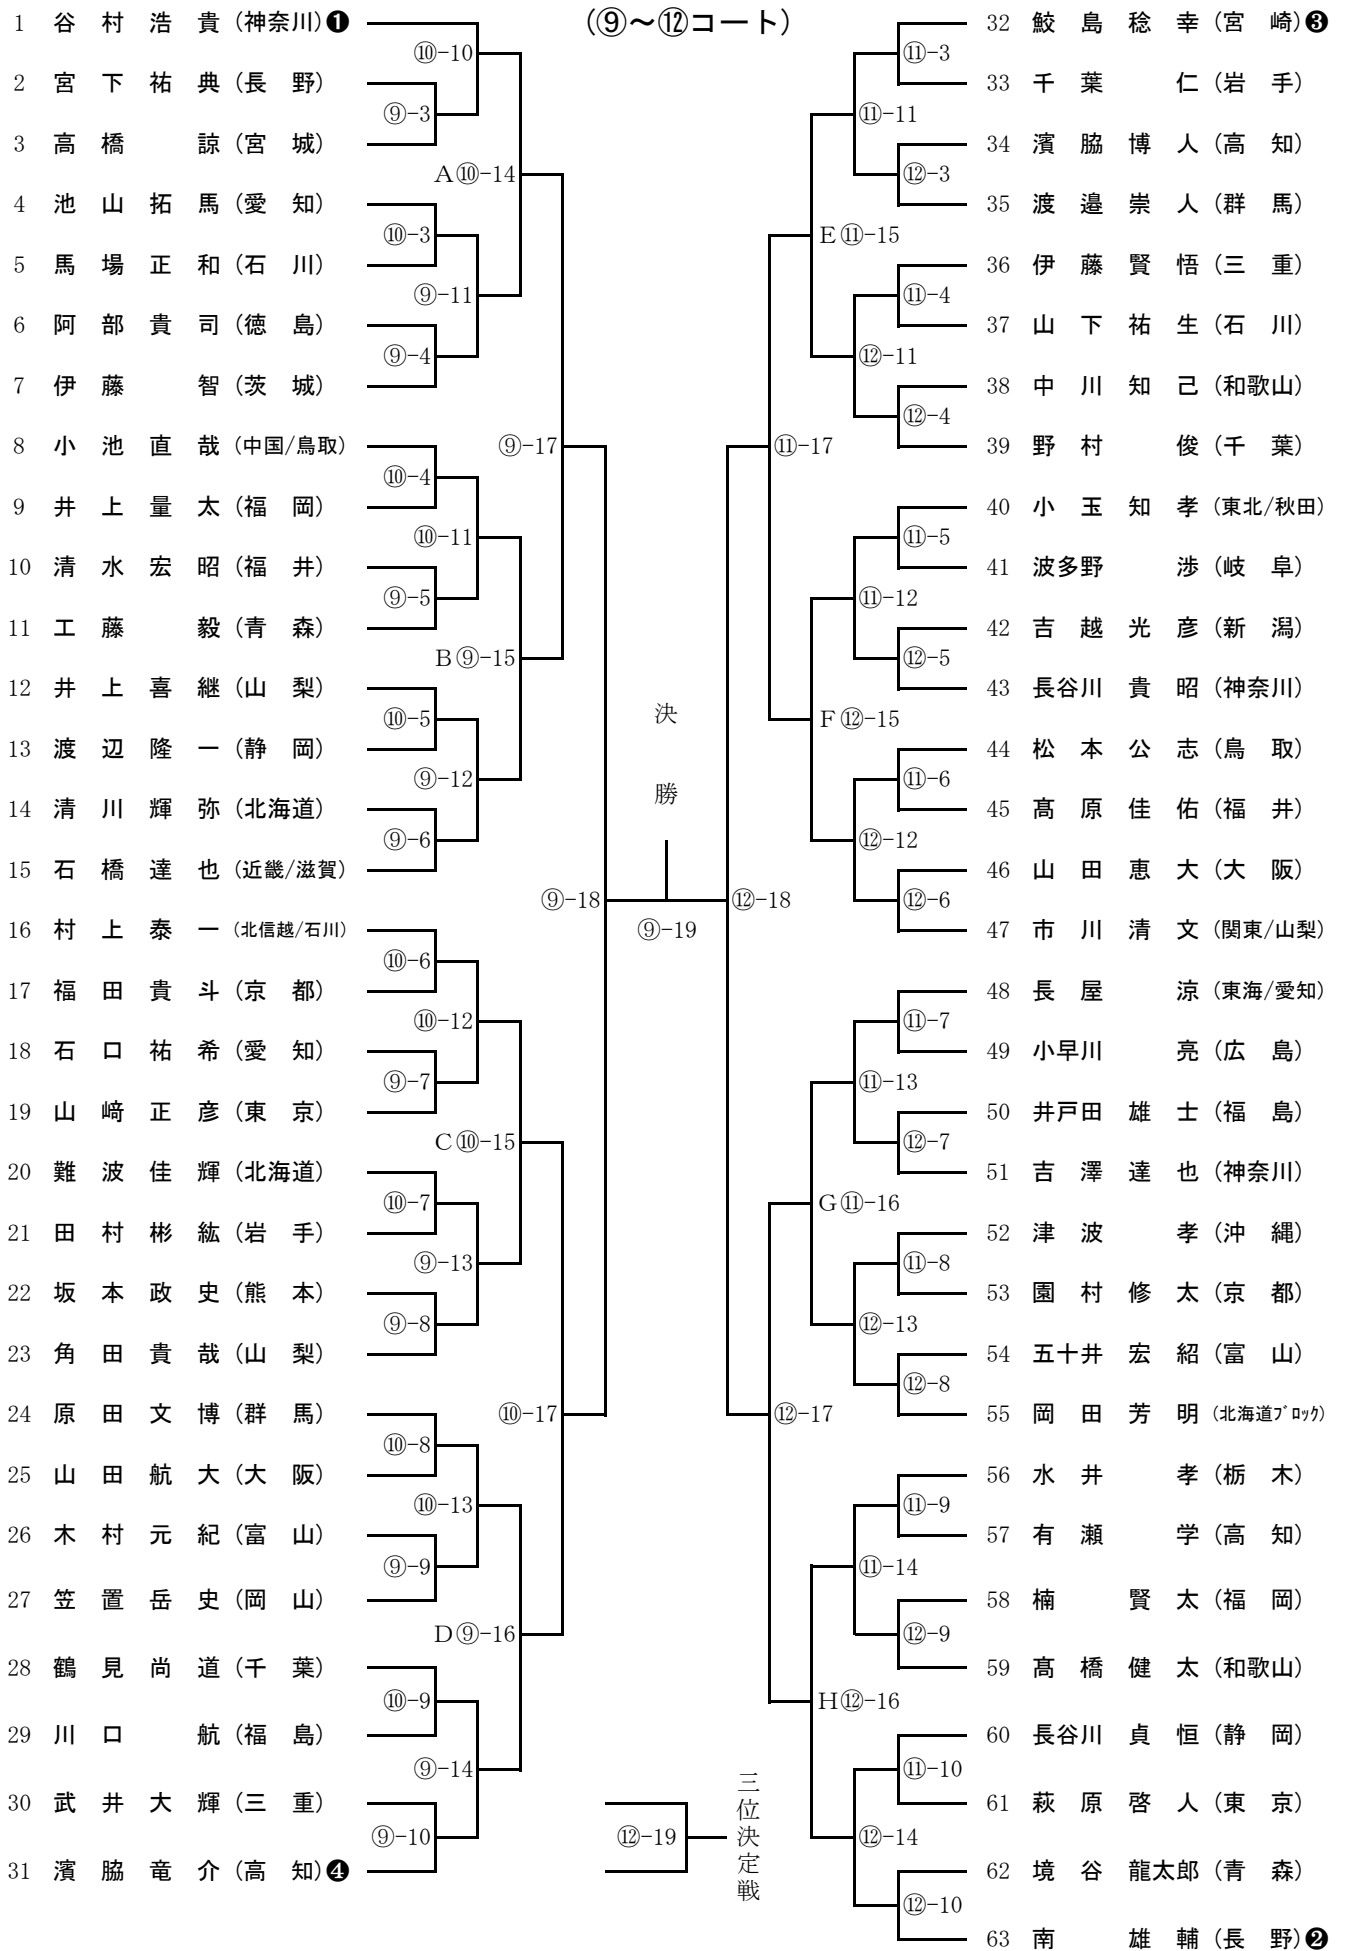 (⑨～⑫コート)
1 谷村浩貴(神奈川)❶
⑩-10
2 宮下祐典(長野)
⑨-3
3 高橋諒(宮城)
A⑩-14
4 池山拓馬(愛知)
⑩-3
5 馬場正和(石川)
⑨-11
6 阿部貴司(徳島)
⑨-4
7 伊藤智(茨城)
8 小池直哉(中国/鳥取)
⑨-17
⑩-4
9 井上量太(福岡)
⑩-11
10 清水宏昭(福井)
⑨-5
11 工藤毅(青森)
B⑨-15
12 井上喜継(山梨)
⑩-5
13 渡辺隆一(静岡)
⑨-12
14 清川輝弥(北海道)
⑨-6
15 石橋達也(近畿/滋賀)
⑨-18
16 村上泰一(北信越/石川)
⑩-6
17 福田貴斗(京都)
⑩-12
18 石口祐希(愛知)
⑨-7
19 山﨑正彦(東京)
C⑩-15
20 難波佳輝(北海道)
⑩-7
21 田村彬紘(岩手)
⑨-13
22 坂本政史(熊本)
⑨-8
23 角田貴哉(山梨)
24 原田文博(群馬)
⑩-17
⑩-8
25 山田航大(大阪)
⑩-13
26 木村元紀(富山)
⑨-9
27 笠置岳史(岡山)
D⑨-16
28 鶴見尚道(千葉)
⑩-9
29 川口航(福島)
⑨-14
30 武井大輝(三重)
⑨-10
31 濱脇竜介(高知)❹
決勝
⑨-19
三位決定戦
⑫-19
32 鮫島稔幸(宮崎)❸
⑪-3
33 千葉仁(岩手)
⑪-11
34 濱脇博人(高知)
⑫-3
35 渡邉崇人(群馬)
E⑪-15
36 伊藤賢悟(三重)
⑪-4
37 山下祐生(石川)
⑫-11
38 中川知己(和歌山)
⑫-4
39 野村俊(千葉)
⑪-17
40 小玉知孝(東北/秋田)
⑪-5
41 波多野渉(岐阜)
⑪-12
42 吉越光彦(新潟)
⑫-5
43 長谷川貴昭(神奈川)
F⑫-15
44 松本公志(鳥取)
⑪-6
45 髙原佳佑(福井)
⑫-12
46 山田恵大(大阪)
⑫-6
47 市川清文(関東/山梨)
⑫-18
48 長屋涼(東海/愛知)
⑪-7
49 小早川亮(広島)
⑪-13
50 井戸田雄士(福島)
⑫-7
51 吉澤達也(神奈川)
G⑪-16
52 津波孝(沖縄)
⑪-8
53 園村修太(京都)
⑫-13
54 五十井宏紹(富山)
⑫-8
55 岡田芳明(北海道ﾌﾞﾛｯｸ)
⑫-17
56 水井孝(栃木)
⑪-9
57 有瀬学(高知)
⑪-14
58 楠賢太(福岡)
⑫-9
59 髙橋健太(和歌山)
H⑫-16
60 長谷川貞恒(静岡)
⑪-10
61 萩原啓人(東京)
⑫-14
62 境谷龍太郎(青森)
⑫-10
63 南雄輔(長野)❷